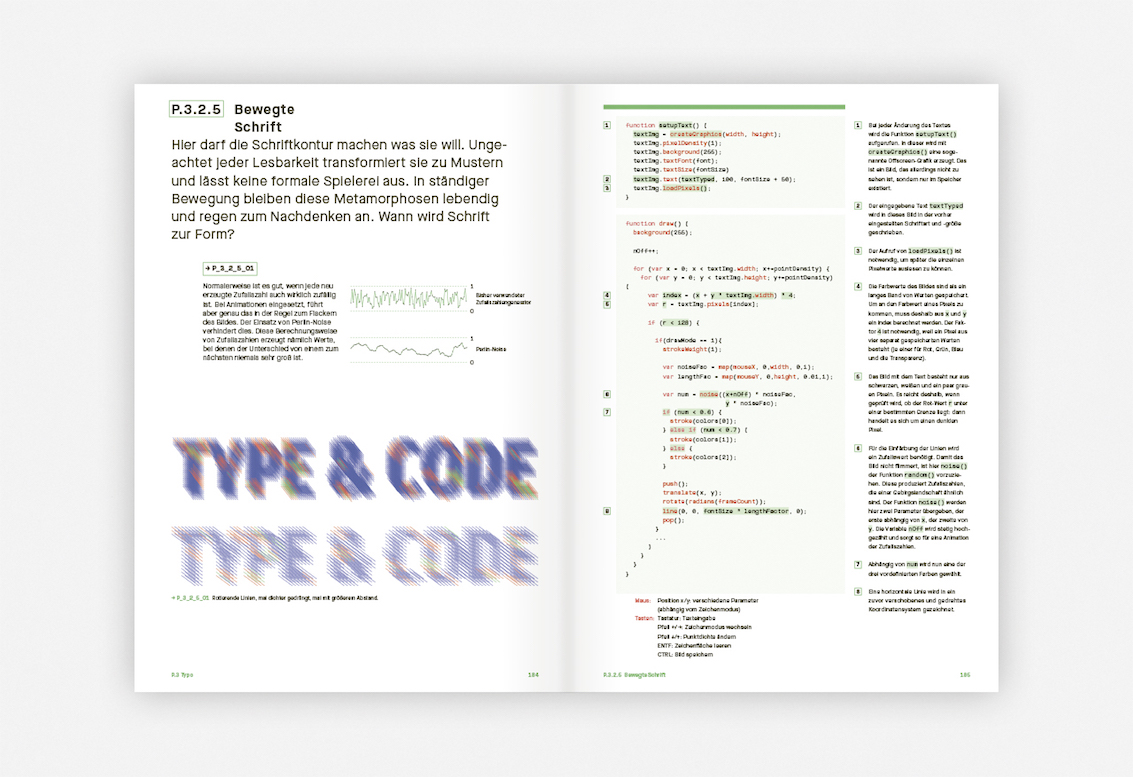 P.3.2.5 Bewegte
Schrift
Hier darf die Schriftkontur machen was sie will. Unge-
achtet jeder Lesbarkeit transformiert sie zu Mustern
und lässt keine formale Spielerei aus. In ständiger
Bewegung bleiben diese Metamorphosen lebendig
und regen zum Nachdenken an. Wann wird Schrift
zur Form?
→ P_3_2_5_01
Normalerweise ist es gut, wenn jede neu
erzeugte Zufallszahl auch wirklich zufällig
ist. Bei Animationen eingesetzt, führt
aber genau das in der Regel zum Flackern
des Bildes. Der Einsatz von Perlin-Noise
verhindert dies. Diese Berechnungsweise
von Zufallszahlen erzeugt nämlich Werte,
bei denen der Unterschied von einem zum
nächsten niemals sehr groß ist.
1
Bisher verwendeter
Zufallszahlengenerator
0
1
Perlin-Noise
0
TYPE & CODE
TYPE & CODE
→ P_3_2_5_01 Rotierende Linien, mal dichter gedrängt, mal mit größerem Abstand.
P.3 Typo
184
1
function setupText() {
textImg = createGraphics(width, height);
textImg.pixelDensity(1);
textImg.background(255);
textImg.textFont(font);
textImg.textSize(fontSize);
2
textImg.text(textTyped, 100, fontSize + 50);
3
textImg.loadPixels();
}
function draw() {
background(255);
nOff++;
for (var x = 0; x < textImg.width; x+=pointDensity) {
for (var y = 0; y < textImg.height; y+=pointDensity)
{
4
var index = (x + y * textImg.width) * 4;
5
var r = textImg.pixels[index];
if (r < 128) {
if(drawMode == 1){
strokeWeight(1);
var noiseFac = map(mouseX, 0,width, 0,1);
var lengthFac = map(mouseY, 0,height, 0.01,1);
6
var num = noise((x+nOff) * noiseFac,
y * noiseFac);
7
if (num < 0.6) {
stroke(colors[0]);
} else if (num < 0.7) {
stroke(colors[1]);
} else {
stroke(colors[2]);
}
push();
translate(x, y);
rotate(radians(frameCount));
8
line(0, 0, fontSize * lengthFactor, 0);
pop();
}
...
}
}
}
}
Maus: Position x/y: verschiedene Parameter
(abhängig vom Zeichenmodus)
Tasten: Tastatur: Texteingabe
Pfeil ←/→: Zeichenmodus wechseln
Pfeil ↑/↓: Punktdichte ändern
ENTF: Zeichenfläche leeren
CTRL: Bild speichern
1 Bei jeder Änderung des Textes
wird die Funktion setupText()
aufgerufen. In dieser wird mit
createGraphics() eine soge-
nannte Offscreen-Grafik erzeugt. Das
ist ein Bild, das allerdings nicht zu
sehen ist, sondern nur im Speicher
existiert.
2 Der eingegebene Text textTyped
wird in dieses Bild in der vorher
eingestellten Schriftart und -größe
geschrieben.
3 Der Aufruf von loadPixels() ist
notwendig, um später die einzelnen
Pixelwerte auslesen zu können.
4 Die Farbwerte des Bildes sind als ein
langes Band von Werten gespeichert.
Um an den Farbwert eines Pixels zu
kommen, muss deshalb aus x und y
ein Index berechnet werden. Der Fak-
tor 4 ist notwendig, weil ein Pixel aus
vier separat gespeicherten Werten
besteht (je einer für Rot, Grün, Blau
und die Transparenz).
5 Das Bild mit dem Text besteht nur aus
schwarzen, weißen und ein paar grau-
en Pixeln. Es reicht deshalb, wenn
geprüft wird, ob der Rot-Wert r unter
einer bestimmten Grenze liegt: dann
handelt es sich um einen dunklen
Pixel.
6 Für die Einfärbung der Linien wird
ein Zufallswert benötigt. Damit das
Bild nicht flimmert, ist hier noise()
der Funktion random() vorzuzie-
hen. Diese produziert Zufallszahlen,
die einer Gebirgslandschaft ähnlich
sind. Der Funktion noise() werden
hier zwei Parameter übergeben, der
erste abhängig von x, der zweite von
y. Die Variable nOff wird stetig hoch-
gezählt und sorgt so für eine Animation
der Zufallszahlen.
7 Abhängig von num wird nun eine der
drei vordefinierten Farben gewählt.
8 Eine horizontale Linie wird in ein
zuvor verschobenes und gedrehtes
Koordinatensystem gezeichnet.
P.3.2.5 Bewegte Schrift
185